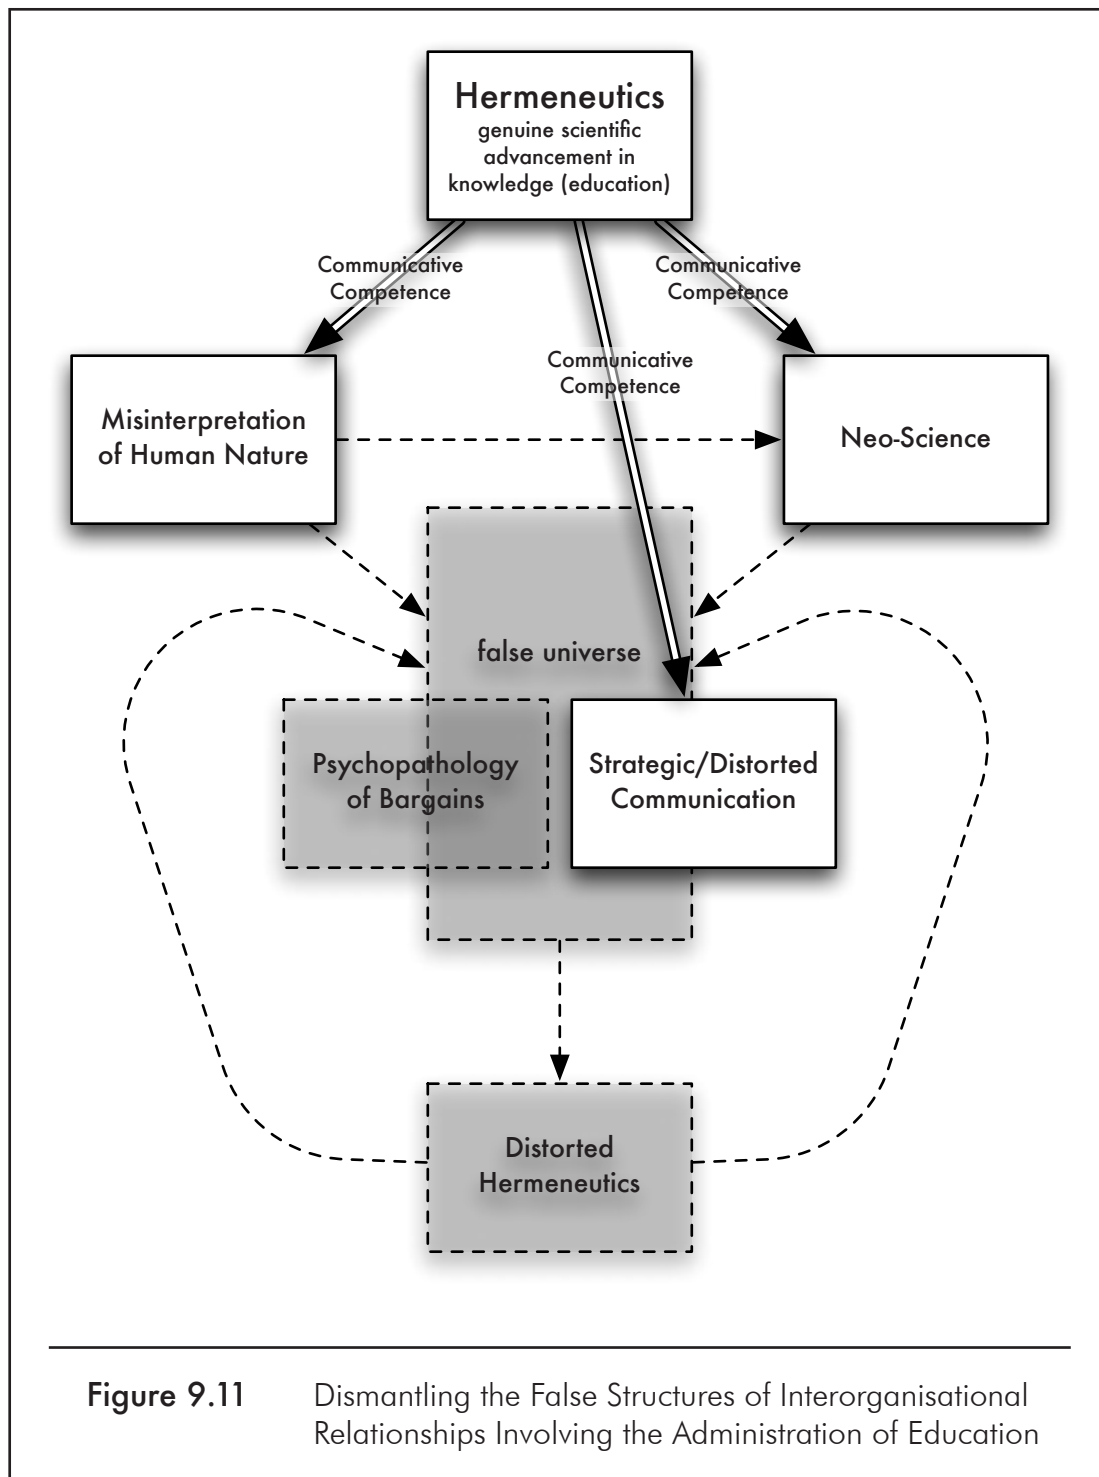 Hermeneutics
genuine scientific
advancement in
knowledge (education)
Communicative
Competence
Communicative
Competence
Communicative
Competence
Misinterpretation
of Human Nature
Neo-Science
false universe
Psychopathology
of Bargains
Strategic/Distorted
Communication
Distorted
Hermeneutics
Figure 9.11 Dismantling the False Structures of Interorganisational
Relationships Involving the Administration of Education